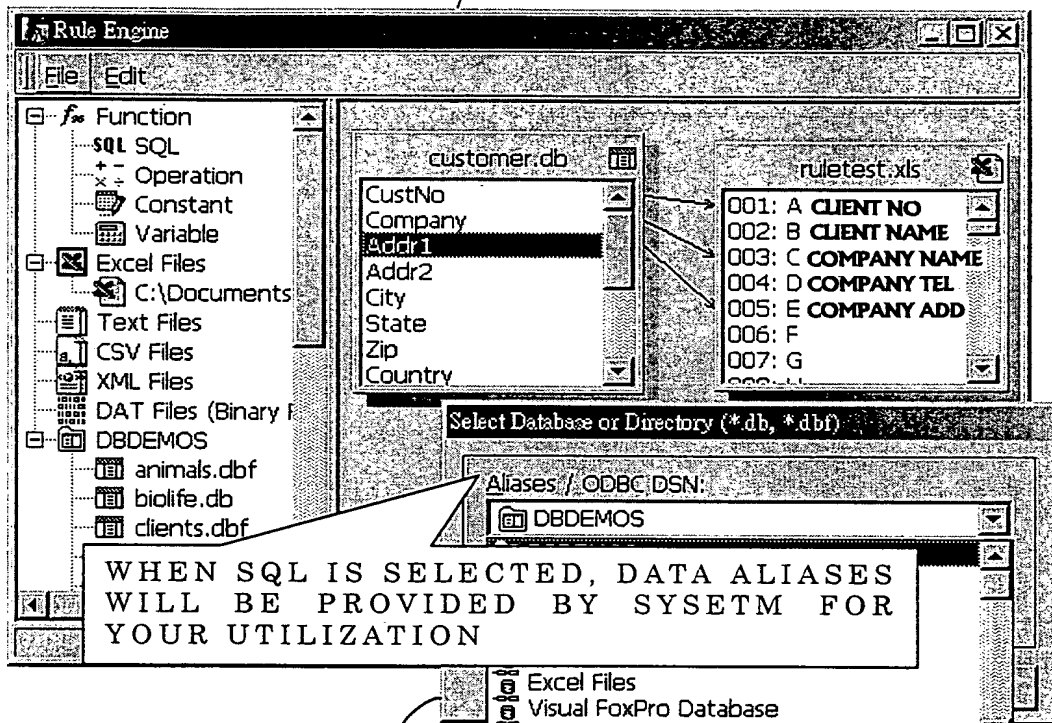 Rule Engine
File Edit
Function
SQL SQL
Operation
Constant
Variable
Excel Files
C:\Documents
Text Files
CSV Files
XML Files
DAT Files (Binary
DBDEMOS
animals.dbf
biolife.db
clients.dbf
customer.db
CustNo
Company
Addr1
Addr2
City
State
Zip
Country
ruletest.xls
001: A CLIENT NO
002: B CLIENT NAME
003: C COMPANY NAME
004: D COMPANY TEL
005: E COMPANY ADD
006: F
007: G
Select Database or Directory (*.db, *.dbf)
Aliases / ODBC DSN:
DBDEMOS
WHEN SQL IS SELECTED, DATA ALIASES
WILL BE PROVIDED BY SYSETM FOR
YOUR UTILIZATION
Excel Files
Visual FoxPro Database